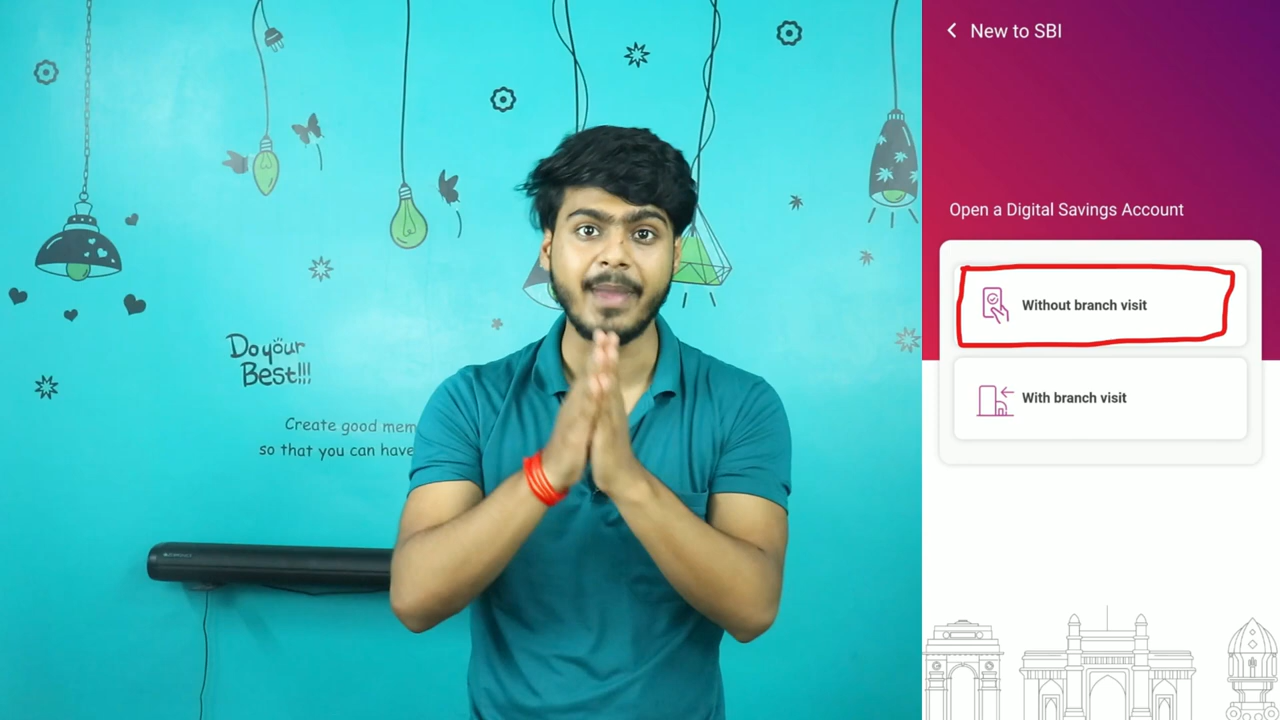 Do your
Best!!!
Create good mem
so that you can have
New to SBI
Open a Digital Savings Account
Without branch visit
With branch visit